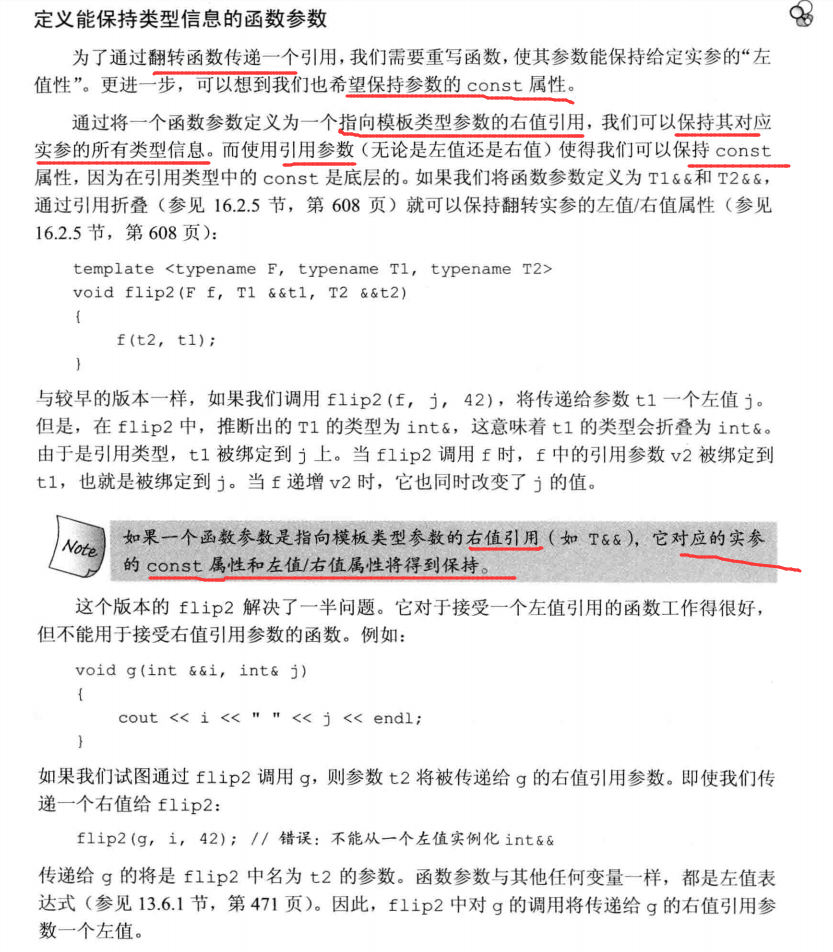 定义能保持类型信息的函数参数
为了通过翻转函数传递一个引用，我们需要重写函数，使其参数能保持给定实参的“左
值性”。更进一步，可以想到我们也希望保持参数的 const 属性。
通过将一个函数参数定义为一个指向模板类型参数的右值引用，我们可以保持其对应
实参的所有类型信息。而使用引用参数（无论是左值还是右值）使得我们可以保持 const
属性，因为在引用类型中的 const 是底层的。如果我们将函数参数定义为 T1&&和 T2&&，
通过引用折叠（参见 16.2.5 节，第 608 页）就可以保持翻转实参的左值/右值属性（参见
16.2.5 节，第 608 页）：
template <typename F, typename T1, typename T2>
void flip2(F f, T1 &&t1, T2 &&t2)
{
f(t2, t1);
}
与较早的版本一样，如果我们调用 flip2(f, j, 42)，将传递给参数 t1 一个左值 j。
但是，在 flip2 中，推断出的 T1 的类型为 int&，这意味着 t1 的类型会折叠为 int&。
由于是引用类型，t1 被绑定到 j 上。当 flip2 调用 f 时，f 中的引用参数 v2 被绑定到
t1，也就是被绑定到 j。当 f 递增 v2 时，它也同时改变了 j 的值。
Note
如果一个函数参数是指向模板类型参数的右值引用（如 T&&），它对应的实参
的 const 属性和左值/右值属性将得到保持。
这个版本的 flip2 解决了一半问题。它对于接受一个左值引用的函数工作得很好，
但不能用于接受右值引用参数的函数。例如：
void g(int &&i, int& j)
{
cout << i << " " << j << endl;
}
如果我们试图通过 flip2 调用 g，则参数 t2 将被传递给 g 的右值引用参数。即使我们传
递一个右值给 flip2：
flip2(g, i, 42); // 错误：不能从一个左值实例化 int&&
传递给 g 的将是 flip2 中名为 t2 的参数。函数参数与其他任何变量一样，都是左值表
达式（参见 13.6.1 节，第 471 页）。因此，flip2 中对 g 的调用将传递给 g 的右值引用参
数一个左值。